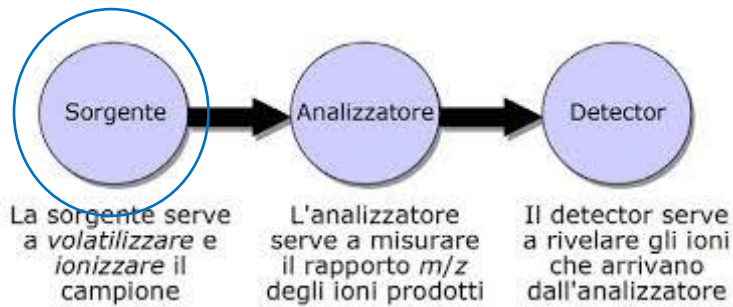 Sorgente
Analizzatore
Detector
La sorgente serve
a volatilizzare e
ionizzare il
campione
L'analizzatore
serve a misurare
il rapporto m/z
degli ioni prodotti
Il detector serve
a rivelare gli ioni
che arrivano
dall'analizzatore